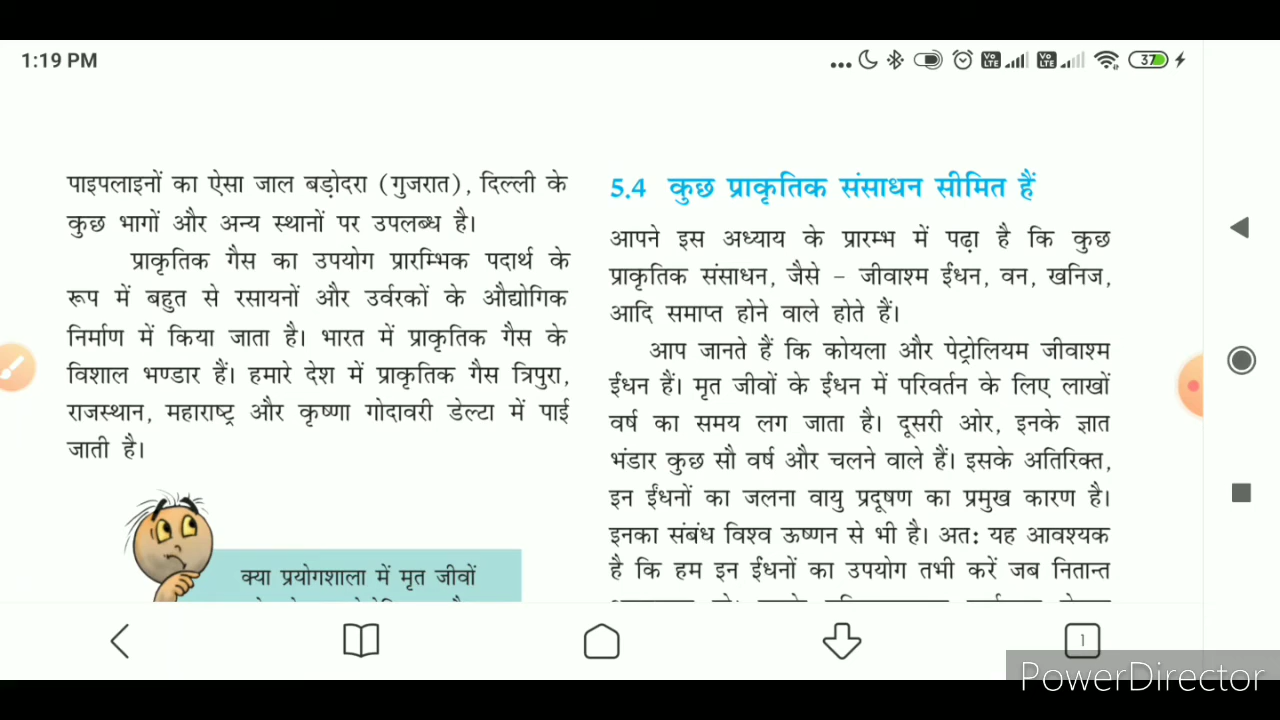 1:19 PM
37
पाइपलाइनों का ऐसा जाल बड़ोदरा (गुजरात), दिल्ली के
कुछ भागों और अन्य स्थानों पर उपलब्ध है।
प्राकृतिक गैस का उपयोग प्रारम्भिक पदार्थ के
रूप में बहुत से रसायनों और उर्वरकों के औद्योगिक
निर्माण में किया जाता है। भारत में प्राकृतिक गैस के
विशाल भण्डार हैं। हमारे देश में प्राकृतिक गैस त्रिपुरा,
राजस्थान, महाराष्ट्र और कृष्णा गोदावरी डेल्टा में पाई
जाती है।
क्या प्रयोगशाला में मृत जीवों
5.4 कुछ प्राकृतिक संसाधन सीमित हैं
आपने इस अध्याय के प्रारम्भ में पढ़ा है कि कुछ
प्राकृतिक संसाधन, जैसे – जीवाश्म ईंधन, वन, खनिज,
आदि समाप्त होने वाले होते हैं।
आप जानते हैं कि कोयला और पेट्रोलियम जीवाश्म
ईंधन हैं। मृत जीवों के ईंधन में परिवर्तन के लिए लाखों
वर्ष का समय लग जाता है। दूसरी ओर, इनके ज्ञात
भंडार कुछ सौ वर्ष और चलने वाले हैं। इसके अतिरिक्त,
इन ईंधनों का जलना वायु प्रदूषण का प्रमुख कारण है।
इनका संबंध विश्व ऊष्णन से भी है। अतः यह आवश्यक
है कि हम इन ईंधनों का उपयोग तभी करें जब नितान्त
1
PowerDirector